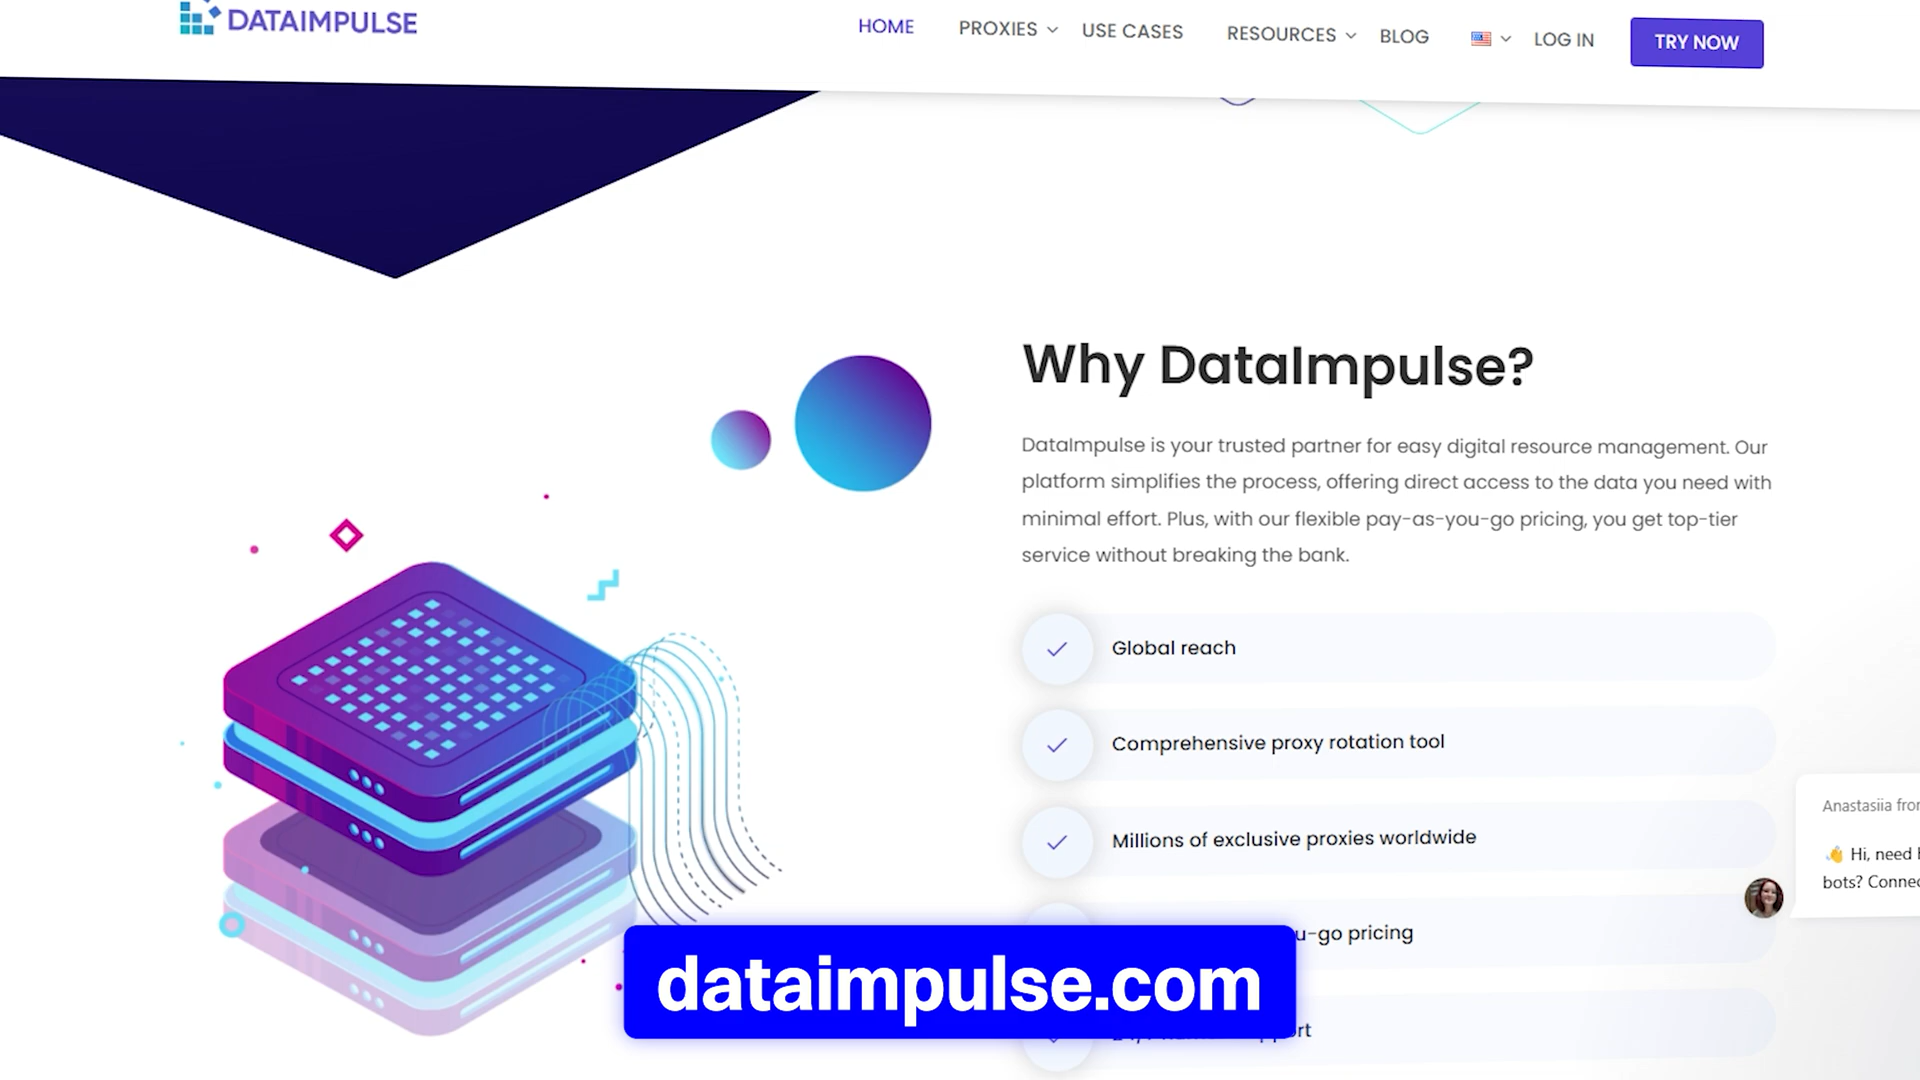 DATAIMPULSE
HOME
PROXIES
USE CASES
RESOURCES
BLOG
LOG IN
TRY NOW
Why DataImpulse?
DataImpulse is your trusted partner for easy digital resource management. Our
platform simplifies the process, offering direct access to the data you need with
minimal effort. Plus, with our flexible pay-as-you-go pricing, you get top-tier
service without breaking the bank.
Global reach
Comprehensive proxy rotation tool
Millions of exclusive proxies worldwide
Anastasiia
👋 Hi, need
bots?
u-go pricing
dataimpulse.com